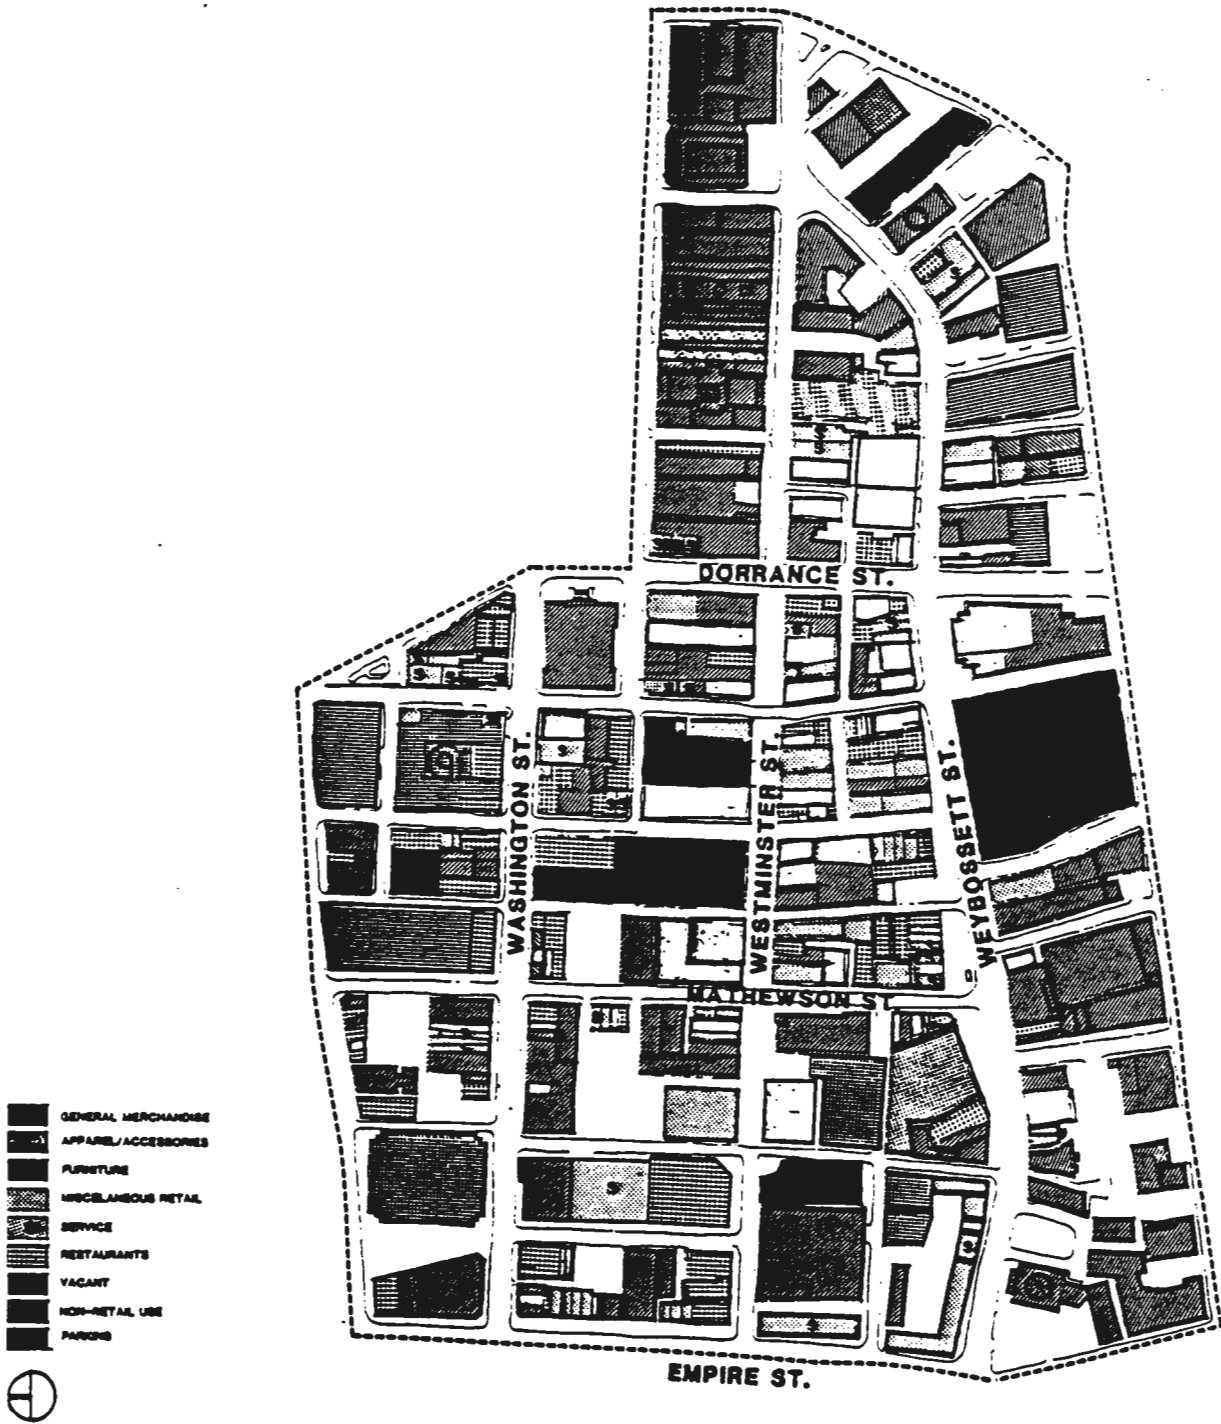 DORRANCE ST.
WASHINGTON ST.
WESTMINSTER ST.
WEYBOSSETT ST.
MATHEWSON ST
EMPIRE ST.
GENERAL MERCHANDISE
APPAREL/ACCESSORIES
FURNITURE
MISCELANEOUS RETAIL
SERVICE
RESTAURANTS
VACANT
NON-RETAIL USE
PARKING